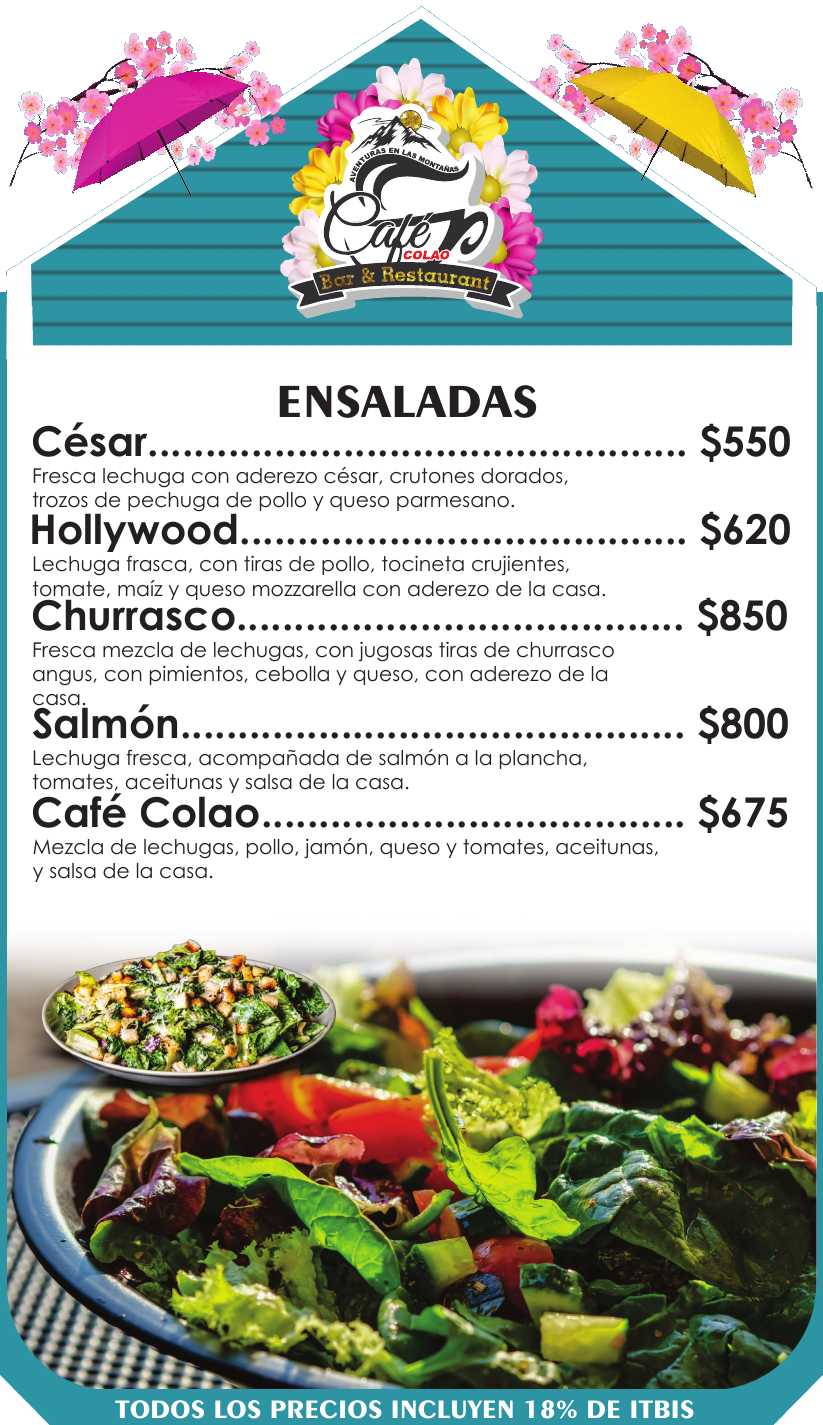 AVENTURAS EN LAS MONTAÑAS
Café
COLAO
Bar & Restaurant
ENSALADAS
César............................................... $550
Fresca lechuga con aderezo césar, crutones dorados,
trozos de pechuga de pollo y queso parmesano.
Hollywood....................................... $620
Lechuga frasca, con tiras de pollo, tocineta crujientes,
tomate, maíz y queso mozzarella con aderezo de la casa.
Churrasco....................................... $850
Fresca mezcla de lechugas, con jugosas tiras de churrasco
angus, con pimientos, cebolla y queso, con aderezo de la
casa.
Salmón............................................ $800
Lechuga fresca, acompañada de salmón a la plancha,
tomates, aceitunas y salsa de la casa.
Café Colao..................................... $675
Mezcla de lechugas, pollo, jamón, queso y tomates, aceitunas,
y salsa de la casa.
TODOS LOS PRECIOS INCLUYEN 18% DE ITBIS